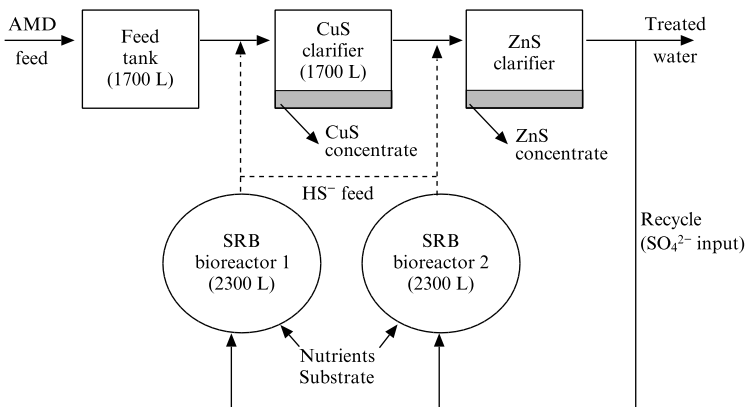 AMD
feed
Feed
tank
(1700 L)
CuS
clarifier
(1700 L)
ZnS
clarifier
Treated
water
CuS
concentrate
ZnS
concentrate
HS⁻ feed
SRB
bioreactor 1
(2300 L)
SRB
bioreactor 2
(2300 L)
Recycle
(SO₄²⁻ input)
Nutrients
Substrate